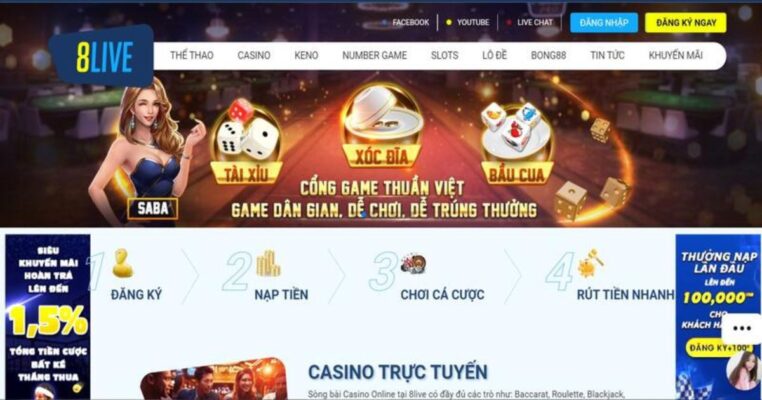 FACEBOOK YOUTUBE LIVE CHAT ĐĂNG NHẬP ĐĂNG KÝ NGAY
8LIVE
THỂ THAO CASINO KENO NUMBER GAME SLOTS LÔ ĐỀ BONG88 TIN TỨC KHUYẾN MÃI
TÀI XỈU XÓC ĐĨA BẦU CUA
SABA
CỔNG GAME THUẦN VIỆT
GAME DÂN GIAN, DỄ CHƠI, DỄ TRÚNG THƯỞNG
SIÊU
KHUYẾN MÃI
HOÀN TRẢ
LÊN ĐẾN
1,5%
TỔNG TIỀN CƯỢC
BẤT KỂ
THẮNG THUA
1 ĐĂNG KÝ
2 NẠP TIỀN
3 CHƠI CÁ CƯỢC
4 RÚT TIỀN NHANH
THƯỞNG NẠP
LẦN ĐẦU
LÊN ĐẾN
100,000
CHO
KHÁCH
ĐĂNG KÝ
CASINO TRỰC TUYẾN
Sòng bài Casino Online tại 8live có đầy đủ các trò như: Baccarat, Roulette, Blackjack,